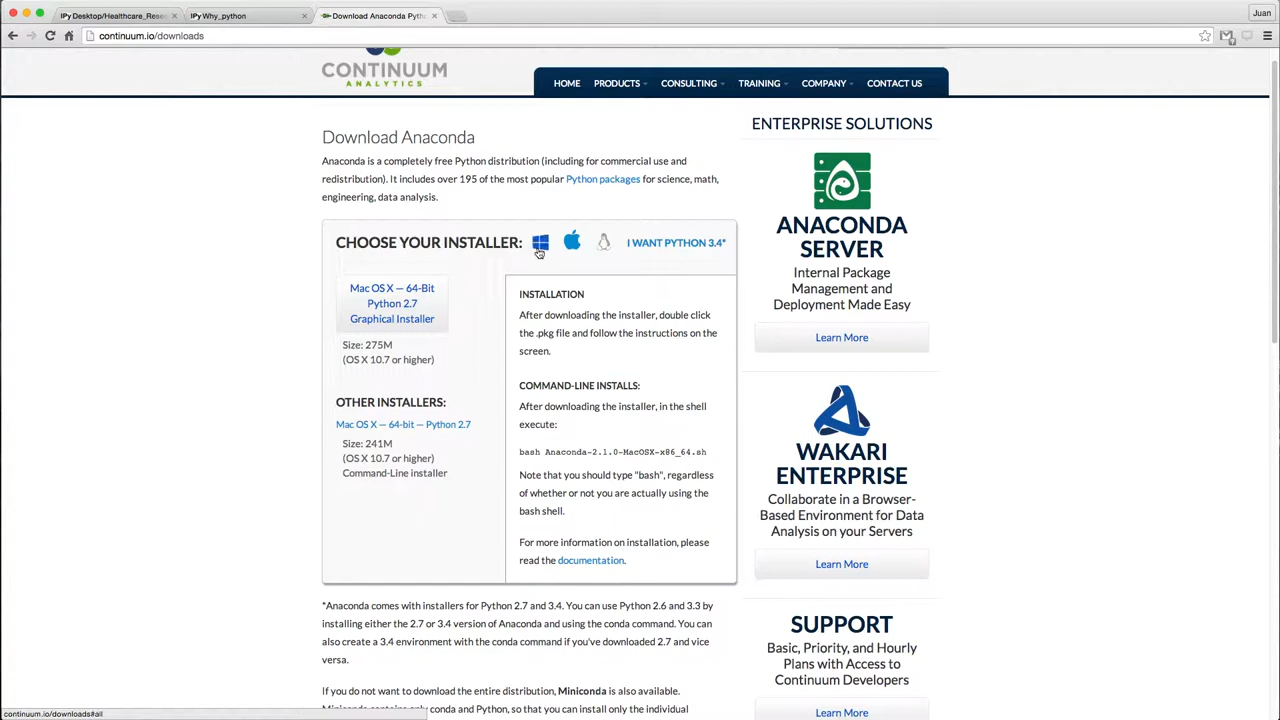 IPy Desktop/Healthcare_Rese
IPy Why_python
Download Anaconda Pyth
Juan
continuum.io/downloads
CONTINUUM
ANALYTICS
HOME PRODUCTS CONSULTING TRAINING COMPANY CONTACT US
Download Anaconda
Anaconda is a completely free Python distribution (including for commercial use and
redistribution). It includes over 195 of the most popular Python packages for science, math,
engineering, data analysis.
CHOOSE YOUR INSTALLER: I WANT PYTHON 3.4*
Mac OS X — 64-Bit
Python 2.7
Graphical Installer
Size: 275M
(OS X 10.7 or higher)
OTHER INSTALLERS:
Mac OS X — 64-bit — Python 2.7
Size: 241M
(OS X 10.7 or higher)
Command-Line installer
INSTALLATION
After downloading the installer, double click
the .pkg file and follow the instructions on the
screen.
COMMAND-LINE INSTALLS:
After downloading the installer, in the shell
execute:
bash Anaconda-2.1.0-MacOSX-x86_64.sh
Note that you should type "bash", regardless
of whether or not you are actually using the
bash shell.
For more information on installation, please
read the documentation.
*Anaconda comes with installers for Python 2.7 and 3.4. You can use Python 2.6 and 3.3 by
installing either the 2.7 or 3.4 version of Anaconda and using the conda command. You can
also create a 3.4 environment with the conda command if you've downloaded 2.7 and vice
versa.
If you do not want to download the entire distribution, Miniconda is also available.
Miniconda contains only conda and Python, so that you can install only the individual
ENTERPRISE SOLUTIONS
ANACONDA
SERVER
Internal Package
Management and
Deployment Made Easy
Learn More
WAKARI
ENTERPRISE
Collaborate in a Browser-
Based Environment for Data
Analysis on your Servers
Learn More
SUPPORT
Basic, Priority, and Hourly
Plans with Access to
Continuum Developers
Learn More
continuum.io/downloads#all